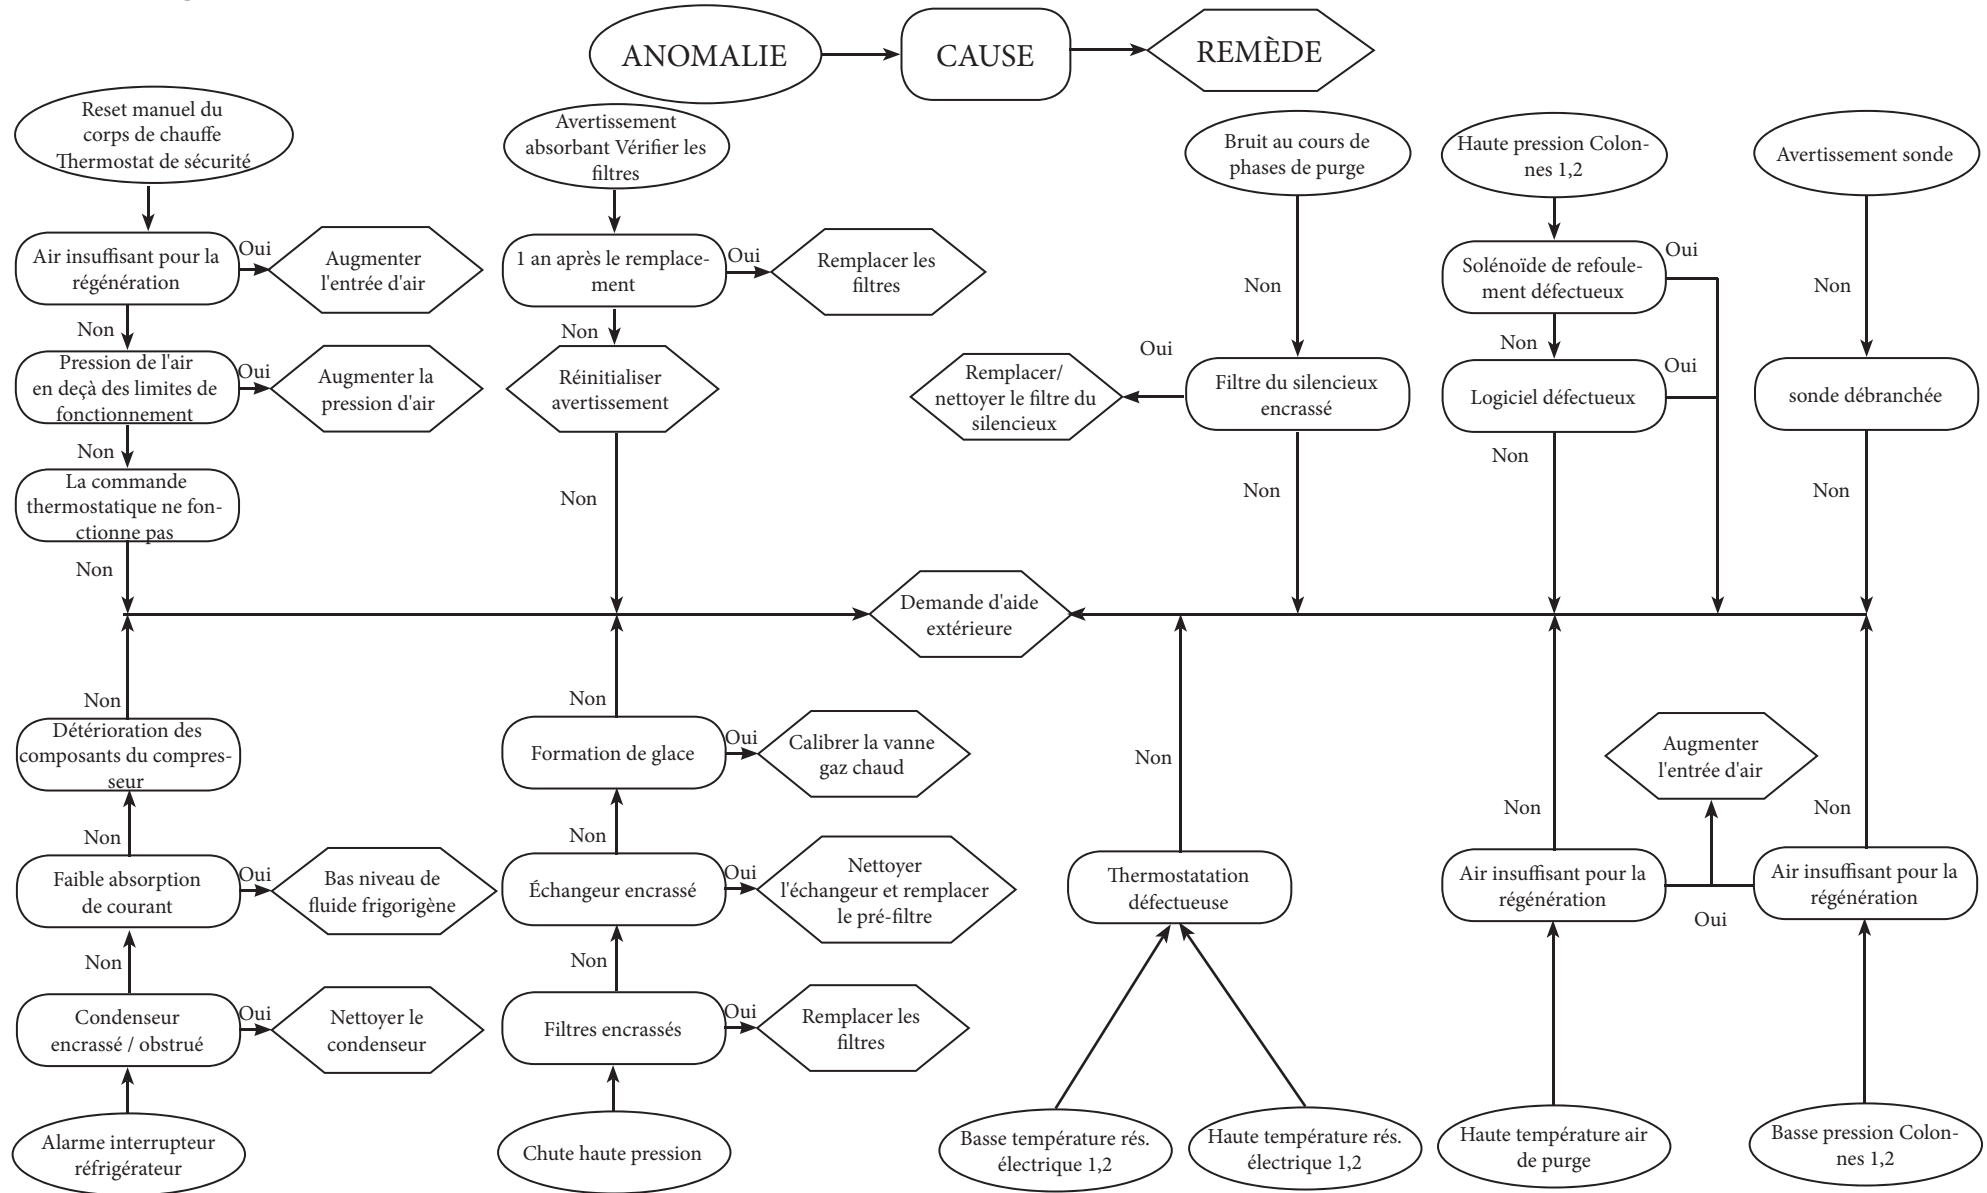 ANOMALIE
CAUSE
REMÈDE
Reset manuel du
corps de chauffe
Thermostat de sécurité
Air insuffisant pour la
régénération
Oui
Augmenter
l'entrée d'air
Non
Pression de l'air
en deçà des limites de
fonctionnement
Oui
Augmenter la
pression d'air
Non
La commande
thermostatique ne fon-
ctionne pas
Non
Avertissement
absorbant Vérifier les
filtres
1 an après le remplace-
ment
Oui
Remplacer les
filtres
Non
Réinitialiser
avertissement
Non
Bruit au cours de
phases de purge
Non
Filtre du silencieux
encrassé
Oui
Remplacer/
nettoyer le filtre du
silencieux
Non
Haute pression Colon-
nes 1,2
Solénoïde de refoule-
ment défectueux
Oui
Non
Logiciel défectueux
Oui
Non
Avertissement sonde
Non
sonde débranchée
Non
Demande d'aide
extérieure
Non
Détérioration des
composants du compres-
seur
Non
Faible absorption
de courant
Oui
Bas niveau de
fluide frigorigène
Non
Condenseur
encrassé / obstrué
Oui
Nettoyer le
condenseur
Alarme interrupteur
réfrigérateur
Non
Formation de glace
Oui
Calibrer la vanne
gaz chaud
Non
Échangeur encrassé
Oui
Nettoyer
l'échangeur et remplacer
le pré-filtre
Non
Filtres encrassés
Oui
Remplacer les
filtres
Chute haute pression
Non
Thermostatation
défectueuse
Basse température rés.
électrique 1,2
Haute température rés.
électrique 1,2
Augmenter
l'entrée d'air
Non
Air insuffisant pour la
régénération
Oui
Haute température air
de purge
Non
Air insuffisant pour la
régénération
Basse pression Colon-
nes 1,2